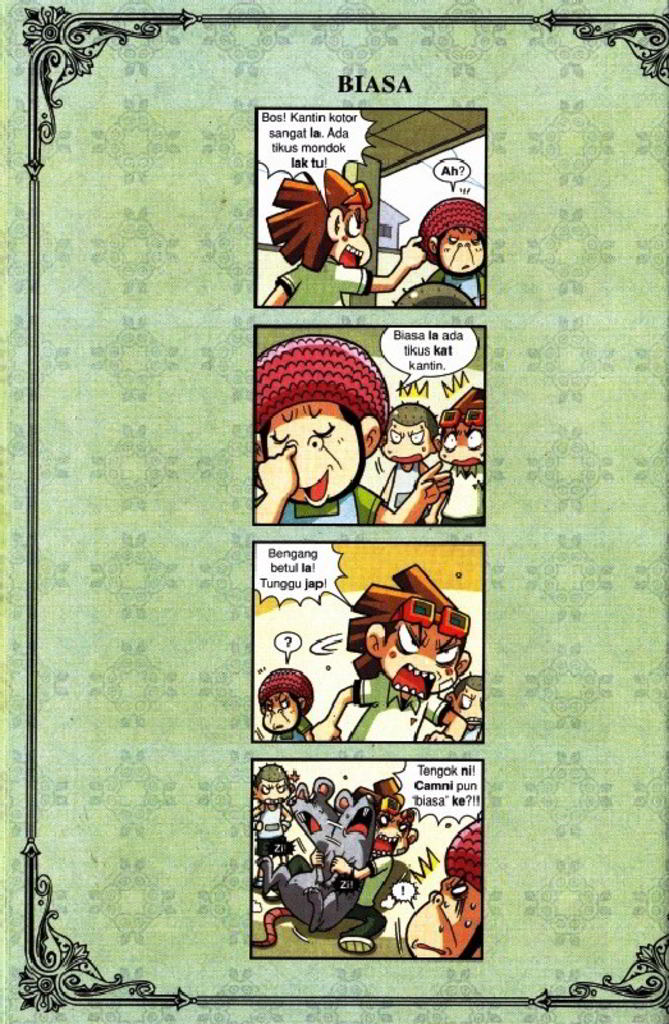 BIASA
Bos! Kantin kotor
sangat la. Ada
tikus mondok
lak tu!
Ah?
Biasa la ada
tikus kat
kantin.
Bengang
betul la!
Tunggu jap!
?
Tengok ni!
Camni pun
"biasa" ke?!!
Zi!
Zi!
!